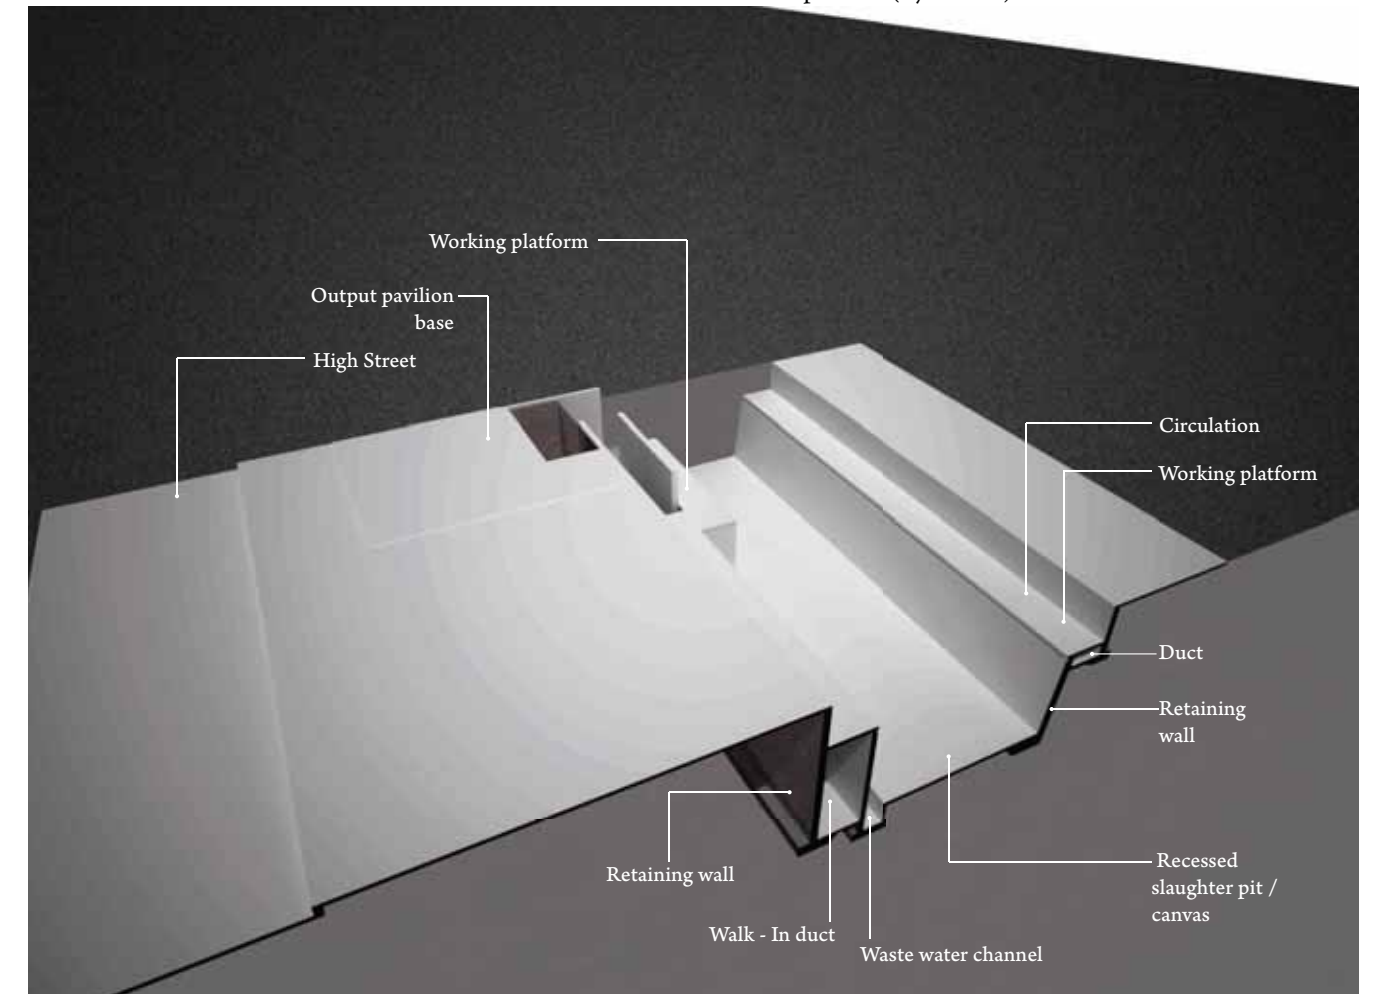 Working platform
Output pavilion
base
High Street
Circulation
Working platform
Duct
Retaining
wall
Recessed
slaughter pit /
canvas
Retaining wall
Walk - In duct
Waste water channel